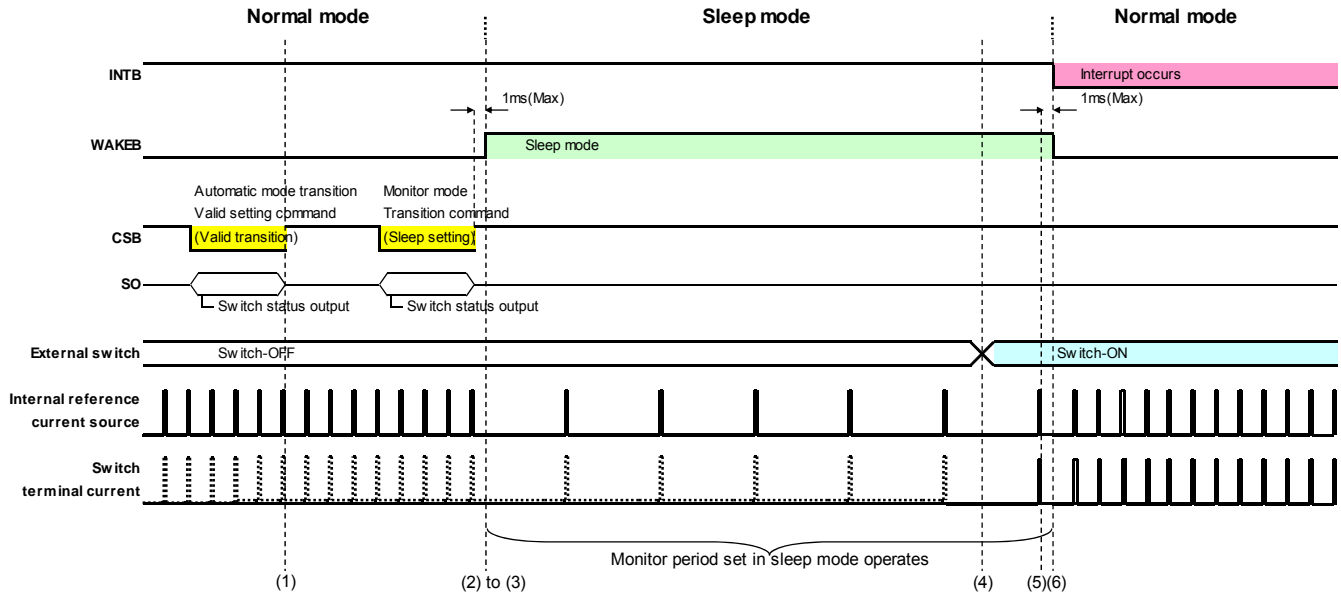 Normal mode
Sleep mode
Normal mode
INTB
Interrupt occurs
1ms(Max)
1ms(Max)
WAKEB
Sleep mode
Automatic mode transition
Valid setting command
Monitor mode
Transition command
CSB
(Valid transition)
(Sleep setting)
SO
Switch status output
Switch status output
External switch
Switch-OFF
Switch-ON
Internal reference
current source
Switch
terminal current
Monitor period set in sleep mode operates
(1)
(2) to (3)
(4)
(5)(6)